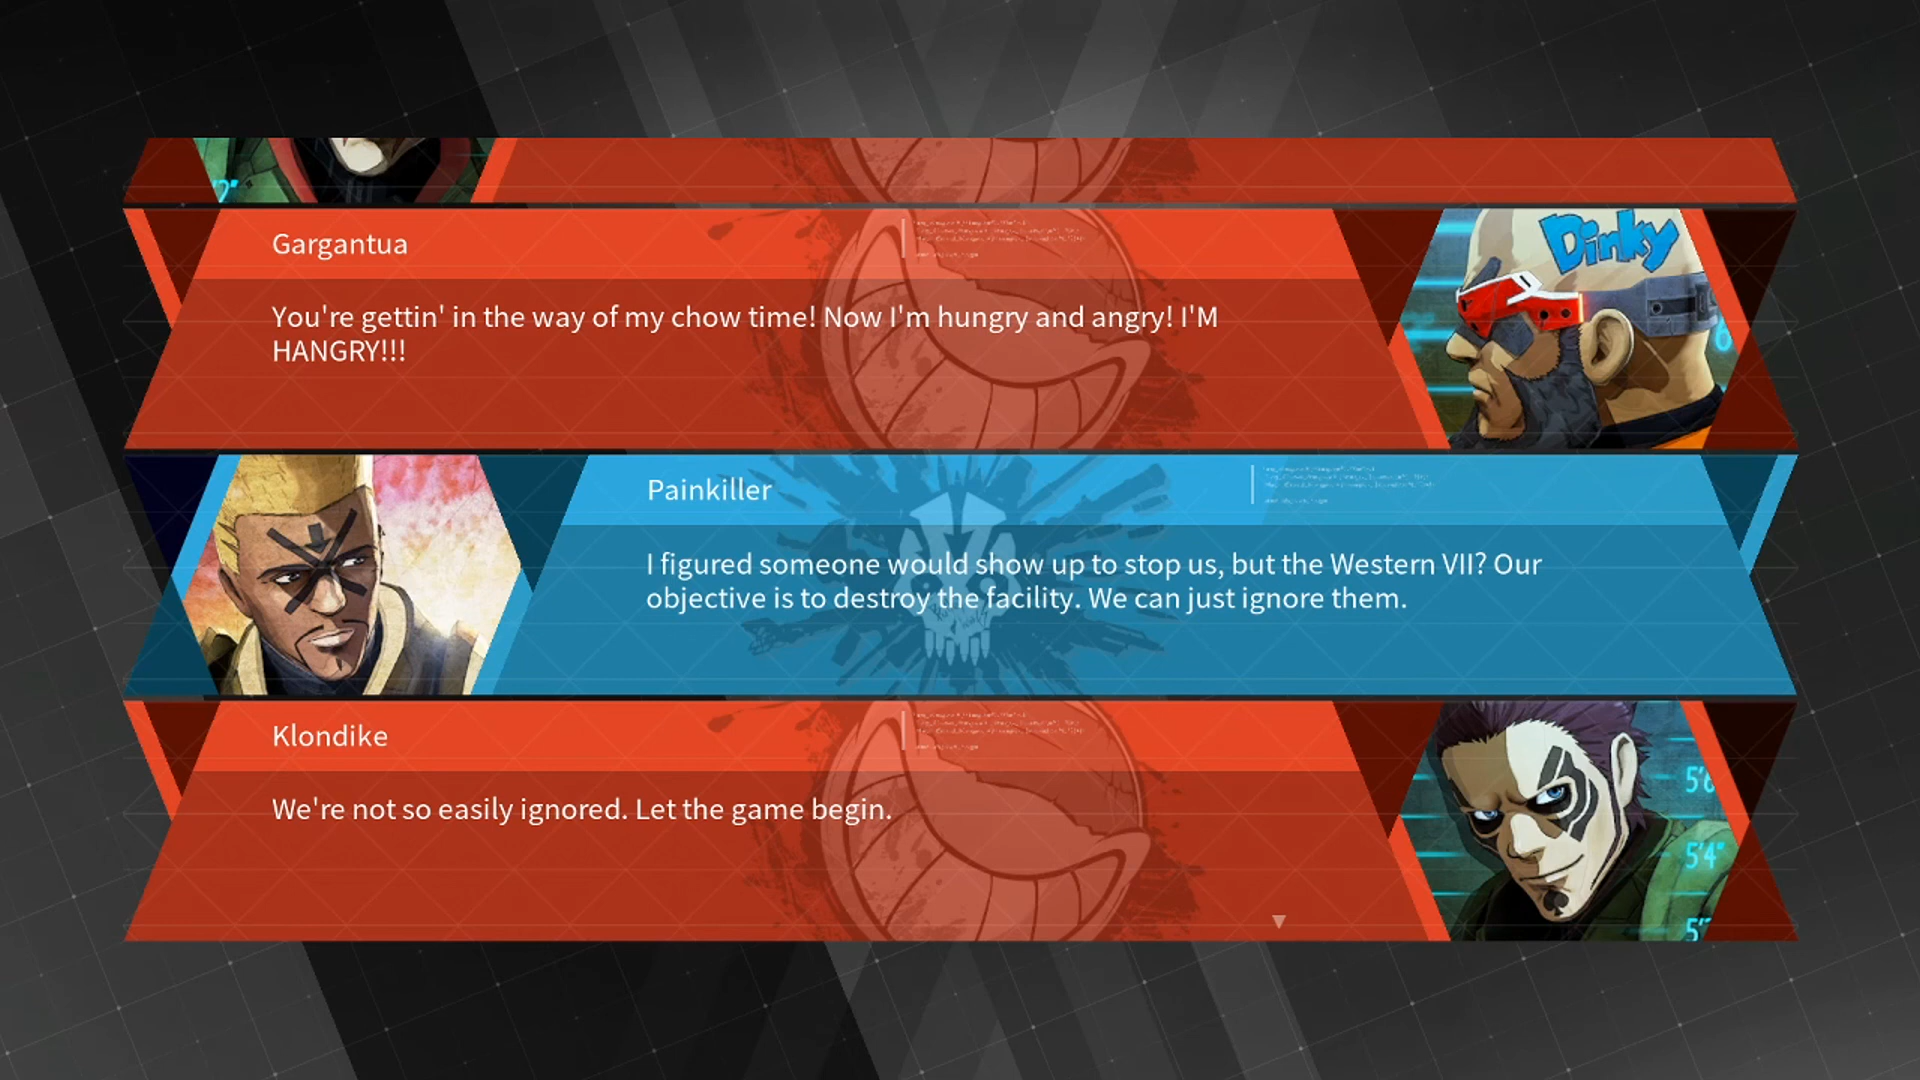 Gargantua
Dinky
You're gettin' in the way of my chow time! Now I'm hungry and angry! I'M
HANGRY!!!
Painkiller
I figured someone would show up to stop us, but the Western VII? Our
objective is to destroy the facility. We can just ignore them.
Klondike
We're not so easily ignored. Let the game begin.
5'4"